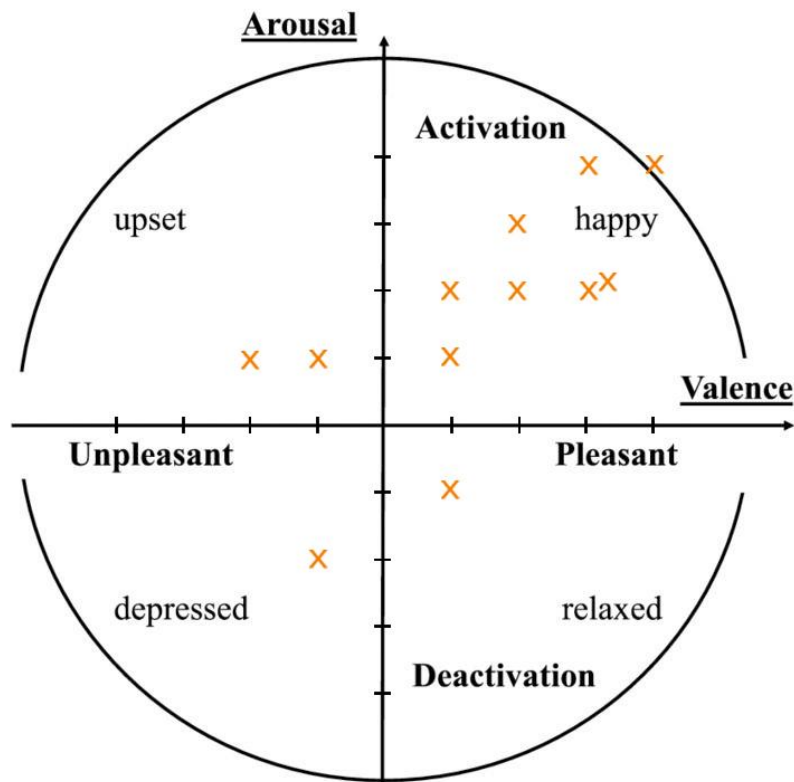 Arousal
Activation
upset
happy
Valence
Unpleasant
Pleasant
depressed
relaxed
Deactivation